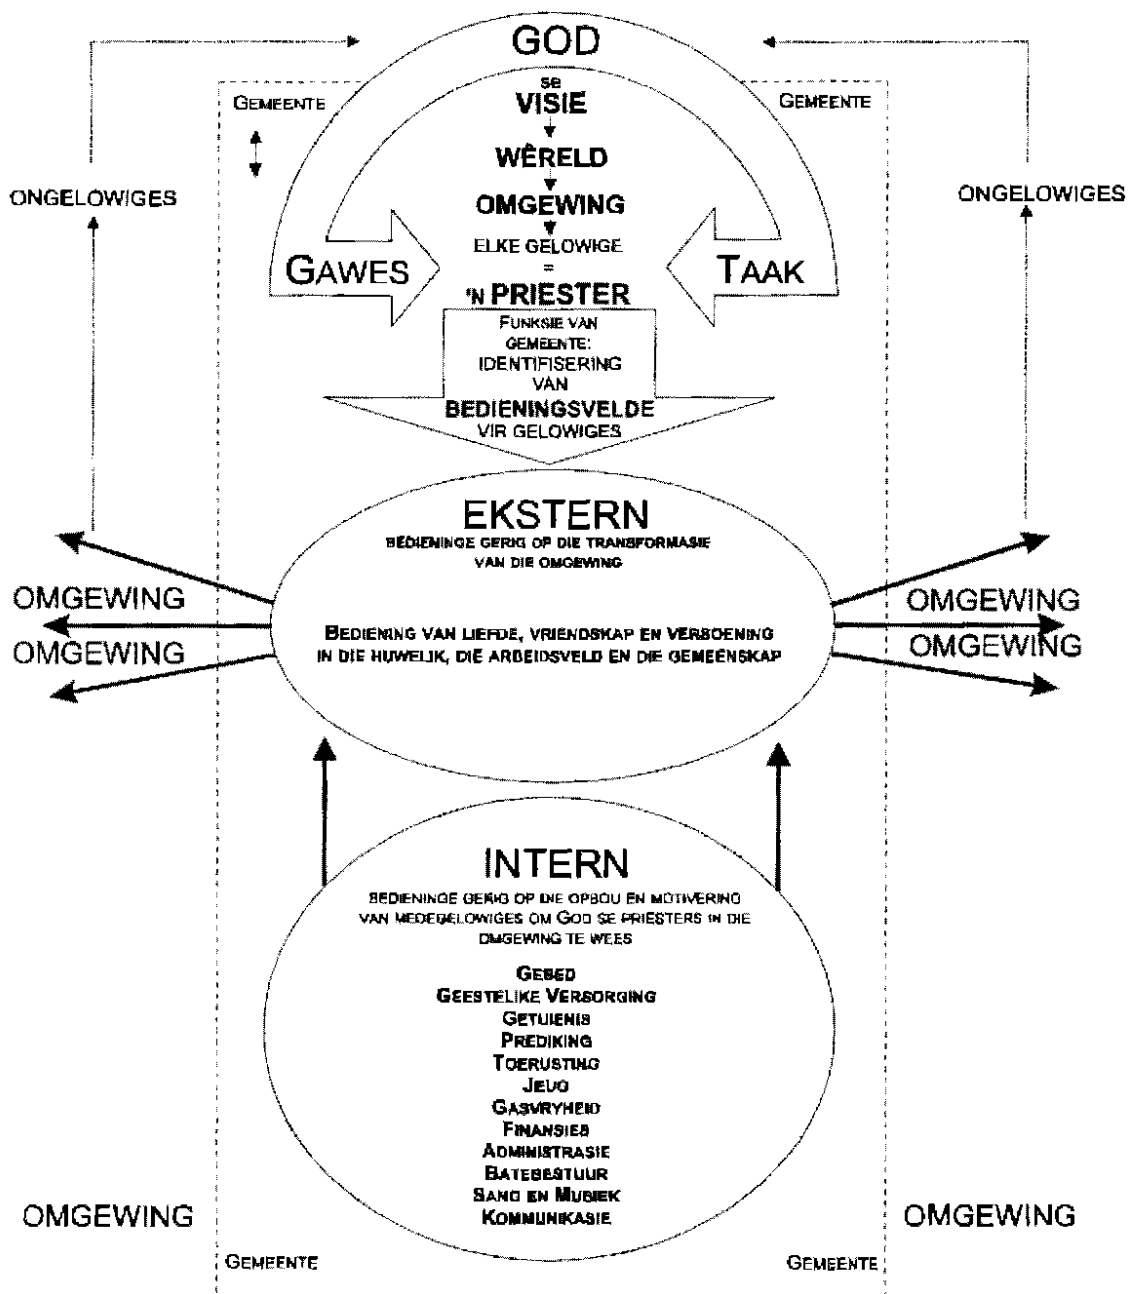 GOD
se
VISIE
GEMEENTE
GEMEENTE
WÊRELD
ONGELOWIGES
ONGELOWIGES
OMGEWING
ELKE GELOWIGE
=
GAWES
TAAK
'N PRIESTER
FUNKSIE VAN
GEMEENTE:
IDENTIFISERING
VAN
BEDIENINGSVELDE
VIR GELOWIGES
EKSTERN
BEDIENINGE GERIG OP DIE TRANSFORMASIE
VAN DIE OMGEWING
OMGEWING
OMGEWING
BEDIENING VAN LIEFDE, VRIENDSKAP EN VERSOENING
IN DIE HUWELIK, DIE ARBEIDSVELD EN DIE GEMEENSKAP
OMGEWING
OMGEWING
INTERN
BEDIENINGE GERIG OP DIE OPBOU EN MOTIVERING
VAN MEDEGELOWIGES OM GOD SE PRIESTERS IN DIE
OMGEWING TE WEES
GEBED
GEESTELIKE VERSORGING
GETUIENIS
PREDIKING
TOERUSTING
JEUG
GASVRYHEID
FINANSIES
ADMINISTRASIE
BATEBESTUUR
SANG EN MUSIEK
KOMMUNIKASIE
OMGEWING
OMGEWING
GEMEENTE
GEMEENTE